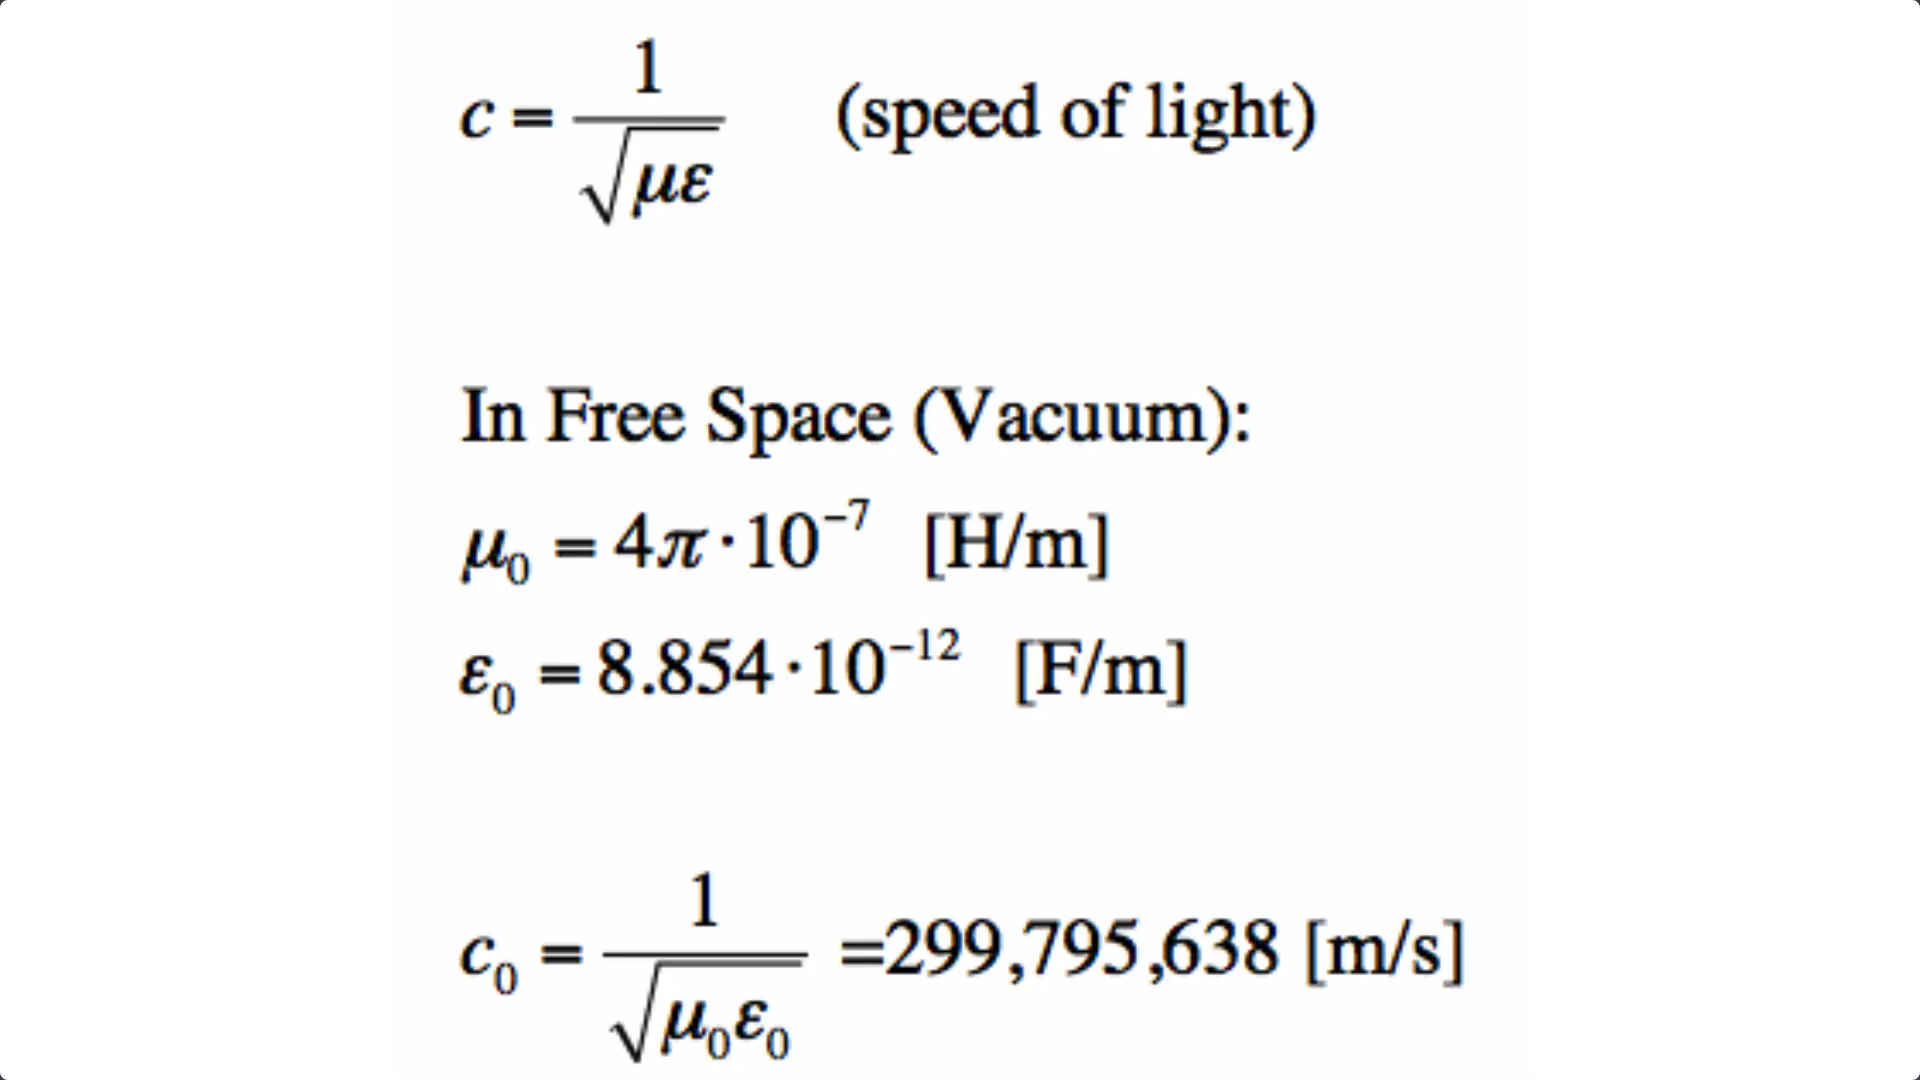 c = 1/√με (speed of light)
In Free Space (Vacuum):
μ₀ = 4π·10⁻⁷ [H/m]
ε₀ = 8.854·10⁻¹² [F/m]
c₀ = 1/√μ₀ε₀ =299,795,638 [m/s]